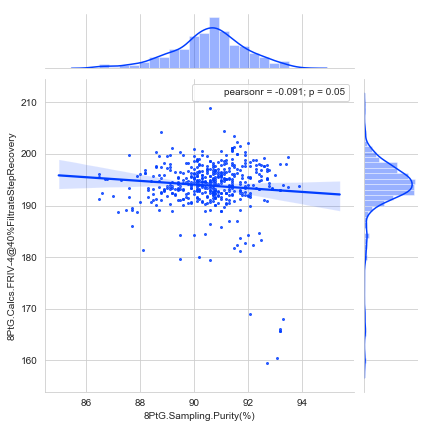 pearsonr = -0.091; p = 0.05
210
200
190
180
170
160
8PtG.Calcs.FRIV-4@40%FiltrateStepRecovery
86 88 90 92 94
8PtG.Sampling.Purity(%)